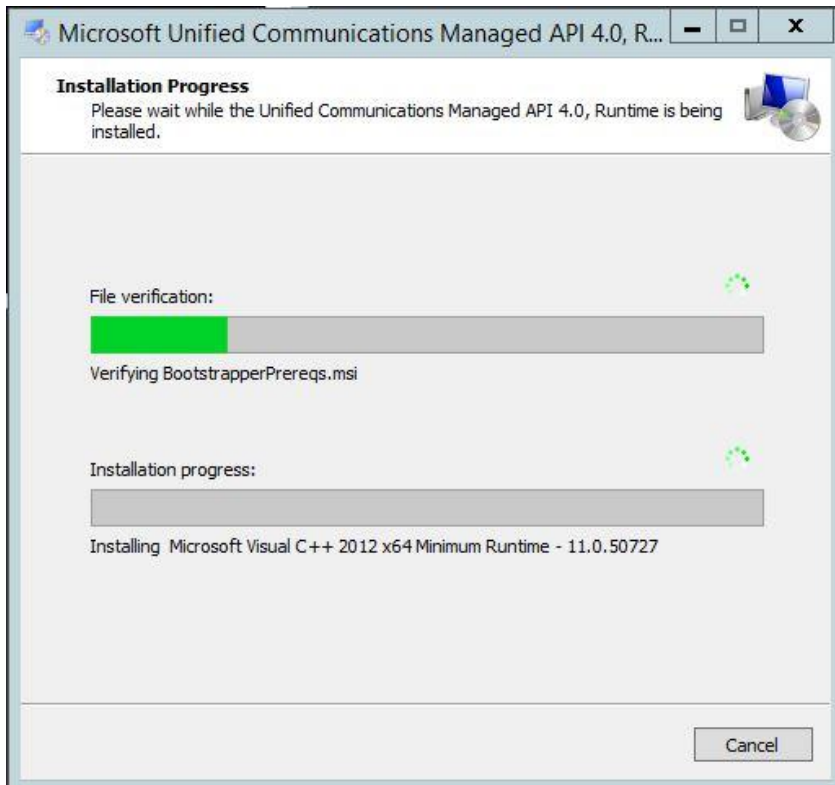 Microsoft Unified Communications Managed API 4.0, R...
Installation Progress
Please wait while the Unified Communications Managed API 4.0, Runtime is being
installed.
File verification:
Verifying BootstrapperPrereqs.msi
Installation progress:
Installing  Microsoft Visual C++ 2012 x64 Minimum Runtime - 11.0.50727
Cancel